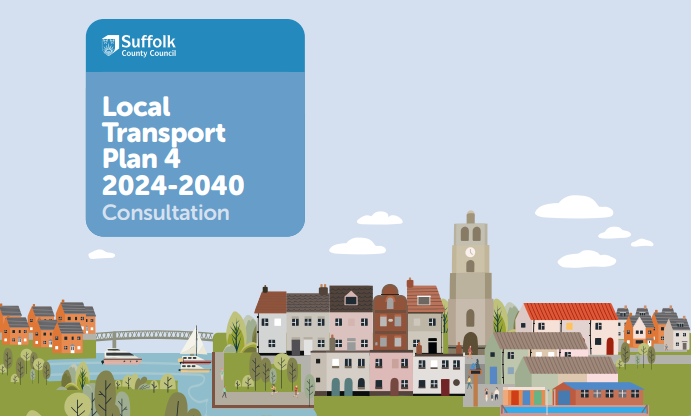 Suffolk
County Council
Local
Transport
Plan 4
2024-2040
Consultation